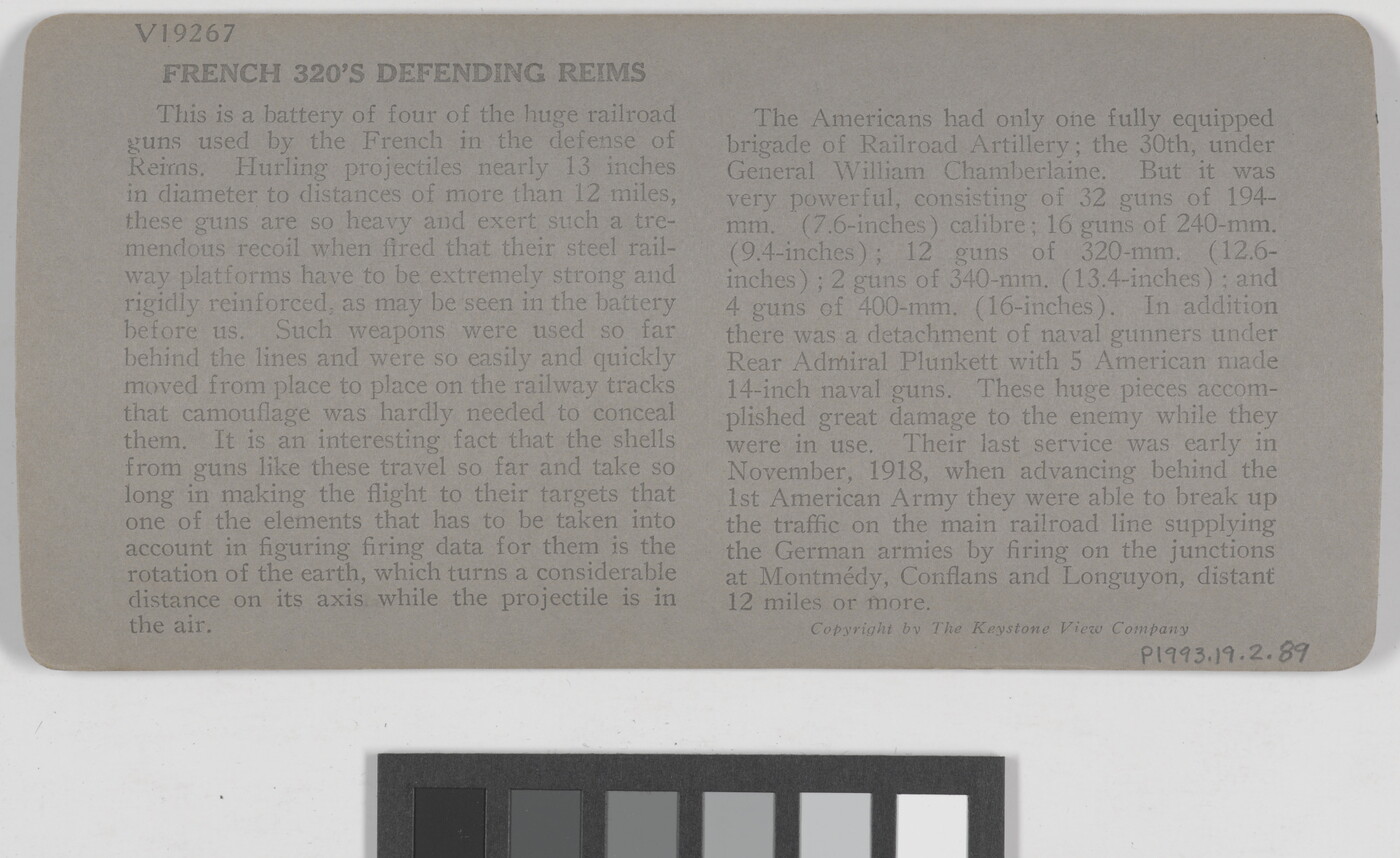 V19267
FRENCH 320'S DEFENDING REIMS
This is a battery of four of the huge railroad
guns used by the French in the defense of
Reims. Hurling projectiles nearly 13 inches
in diameter to distances of more than 12 miles,
these guns are so heavy and exert such a tre-
mendous recoil when fired that their steel rail-
way platforms have to be extremely strong and
rigidly reinforced, as may be seen in the battery
before us. Such weapons were used so far
behind the lines and were so easily and quickly
moved from place to place on the railway tracks
that camouflage was hardly needed to conceal
them. It is an interesting fact that the shells
from guns like these travel so far and take so
long in making the flight to their targets that
one of the elements that has to be taken into
account in figuring firing data for them is the
rotation of the earth, which turns a considerable
distance on its axis while the projectile is in
the air.
The Americans had only one fully equipped
brigade of Railroad Artillery; the 30th, under
General William Chamberlaine. But it was
very powerful, consisting of 32 guns of 194-
mm. (7.6-inches) calibre; 16 guns of 240-mm.
(9.4-inches); 12 guns of 320-mm. (12.6-
inches); 2 guns of 340-mm. (13.4-inches); and
4 guns of 400-mm. (16-inches). In addition
there was a detachment of naval gunners under
Rear Admiral Plunkett with 5 American made
14-inch naval guns. These huge pieces accom-
plished great damage to the enemy while they
were in use. Their last service was early in
November, 1918, when advancing behind the
1st American Army they were able to break up
the traffic on the main railroad line supplying
the German armies by firing on the junctions
at Montmédy, Conflans and Longuyon, distant
12 miles or more.
Copyright by The Keystone View Company
P1993.19.2.89